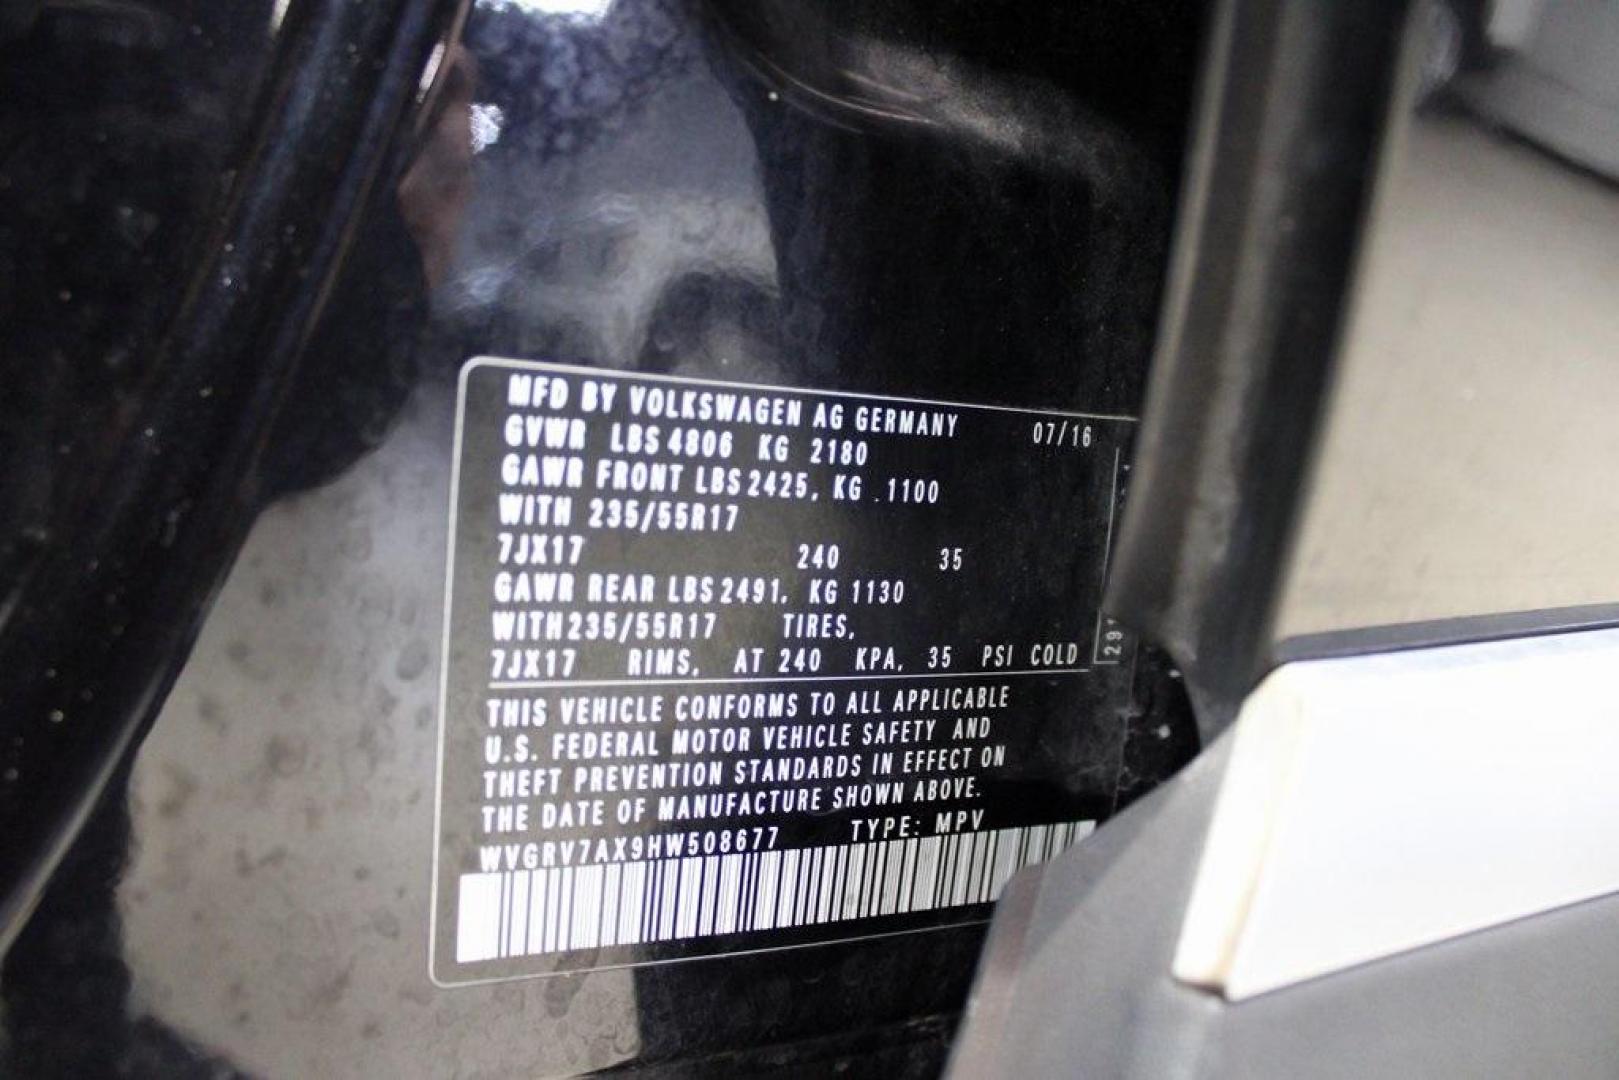 MFD BY VOLKSWAGEN AG GERMANY 07/16
GVWR LBS 4806 KG 2180
GAWR FRONT LBS 2425, KG .1100
WITH 235/55R17
7JX17 240 35
GAWR REAR LBS 2491, KG 1130
WITH 235/55R17 TIRES,
7JX17 RIMS, AT 240 KPA, 35 PSI COLD
THIS VEHICLE CONFORMS TO ALL APPLICABLE
U.S. FEDERAL MOTOR VEHICLE SAFETY AND
THEFT PREVENTION STANDARDS IN EFFECT ON
THE DATE OF MANUFACTURE SHOWN ABOVE.
WVGRV7AX9HW508677 TYPE: MPV